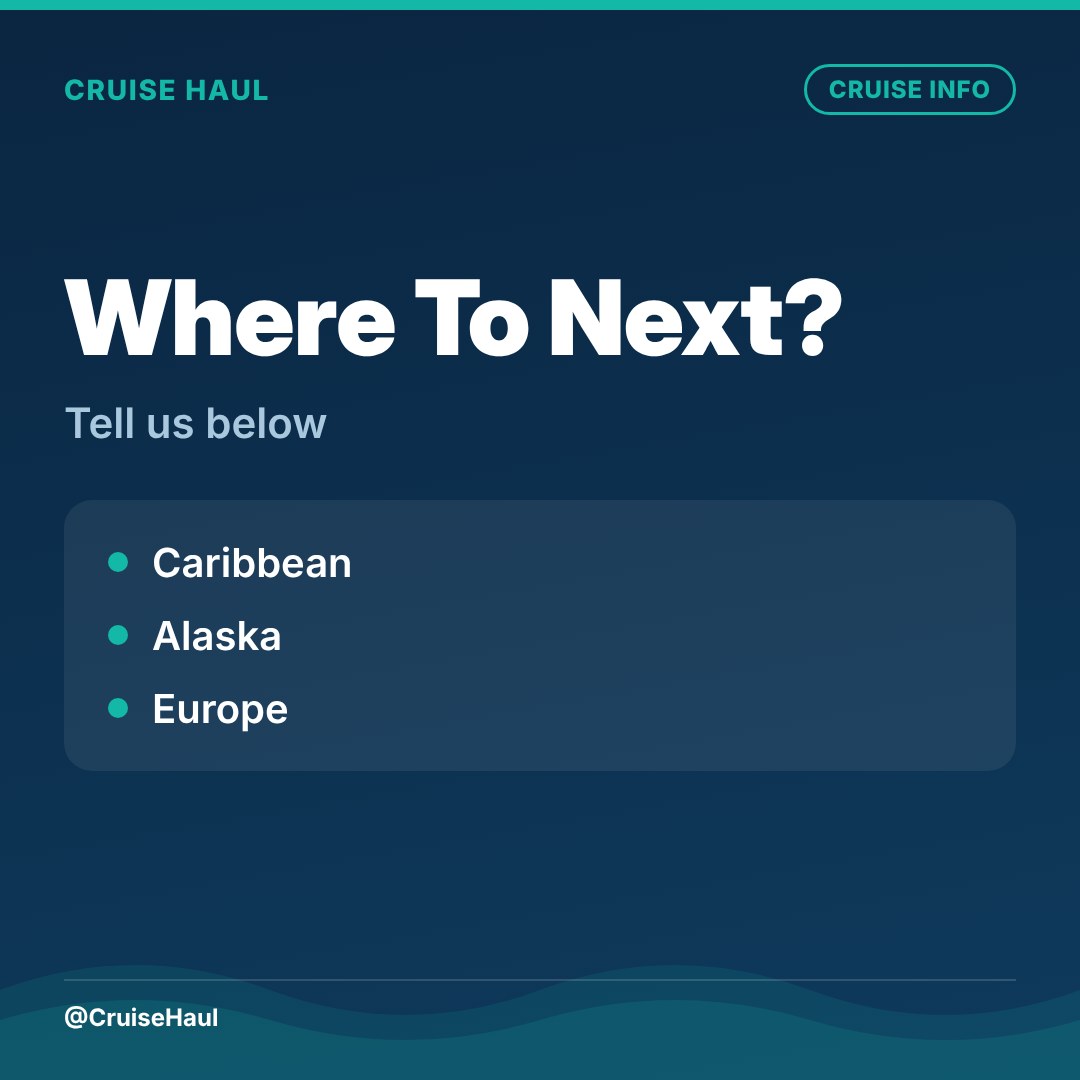 CRUISE HAUL
CRUISE INFO
Where To Next?
Tell us below
Caribbean
Alaska
Europe
@CruiseHaul